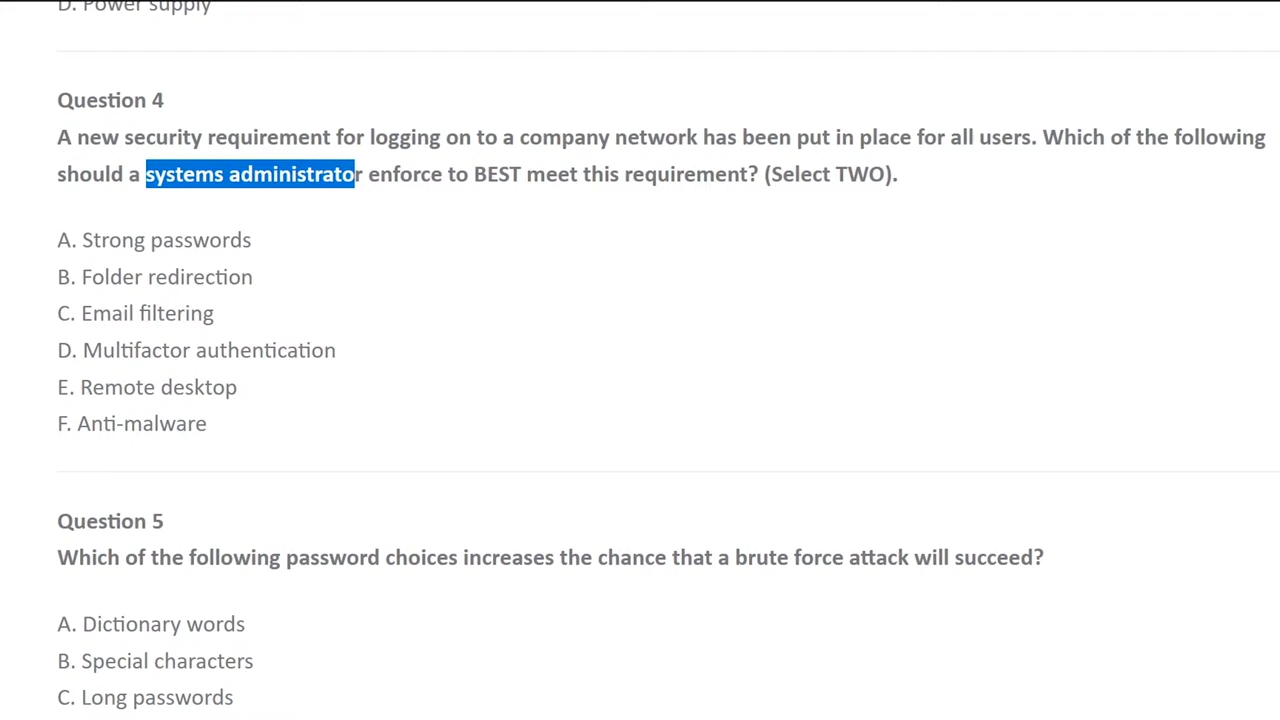 D. Power supply
Question 4
A new security requirement for logging on to a company network has been put in place for all users. Which of the following
should a systems administrator enforce to BEST meet this requirement? (Select TWO).
A. Strong passwords
B. Folder redirection
C. Email filtering
D. Multifactor authentication
E. Remote desktop
F. Anti-malware
Question 5
Which of the following password choices increases the chance that a brute force attack will succeed?
A. Dictionary words
B. Special characters
C. Long passwords